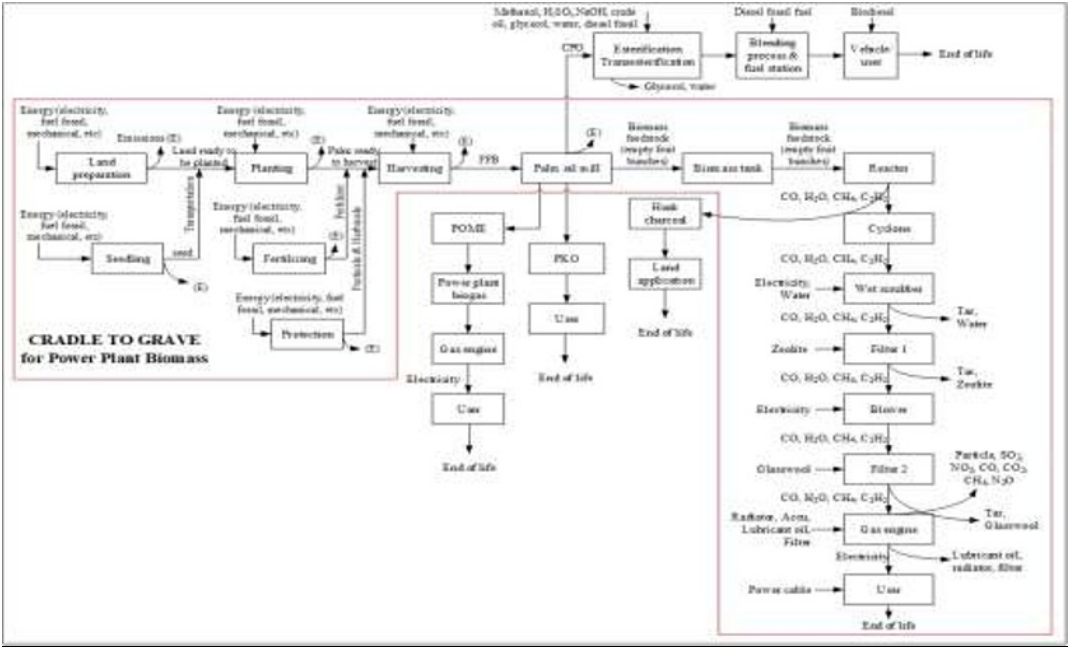 Methanol, H2SO4, NaOH, crude
oil, glycerol, water, diesel fossil
Diesel fossil fuel
Biodiesel
CPO
Esterification
Transesterification
Blending
process &
fuel station
Vehicle
user
End of life
Glycerol, water
Energy (electricity,
fuel fossil,
mechanical, etc)
Emissions (E)
Land
preparation
Land ready to
be planted
Energy (electricity,
fuel fossil,
mechanical, etc)
(E)
Planting
Palm ready
to harvest
Energy (electricity,
fuel fossil,
mechanical, etc)
(E)
Harvesting
FFB
(E)
Palm oil mill
Biomass
feedstock
(empty fruit
bunches)
Biomass tank
Biomass
feedstock
(empty fruit
bunches)
Reactor
CO, H2O, CH4, C2H2
Energy (electricity,
fuel fossil,
mechanical, etc)
Seedling
seed
(E)
Transportation
Energy (electricity,
fuel fossil,
mechanical, etc)
Fertilizing
(E)
Fertilizer
Energy (electricity, fuel
fossil, mechanical, etc)
Protection
(E)
CRADLE TO GRAVE
for Power Plant Biomass
POME
Power plant
biogas
Gas engine
Electricity
User
End of life
PKO
User
End of life
Husk
charcoal
Land
application
End of life
Cyclone
CO, H2O, CH4, C2H2
Electricity,
Water
Wet scrubber
Tar,
Water
CO, H2O, CH4, C2H2
Zeolite
Filter 1
Tar,
Zeolite
CO, H2O, CH4, C2H2
Electricity
Blower
CO, H2O, CH4, C2H2
Glasswool
Filter 2
Particle, SO2,
NO2, CO, CO2,
CH4, N2O
CO, H2O, CH4, C2H2
Tar,
Glasswool
Radiator, Accu,
Lubricant oil,
Filter
Gas engine
Electricity
Lubricant oil,
radiator, filter
Power cable
User
End of life